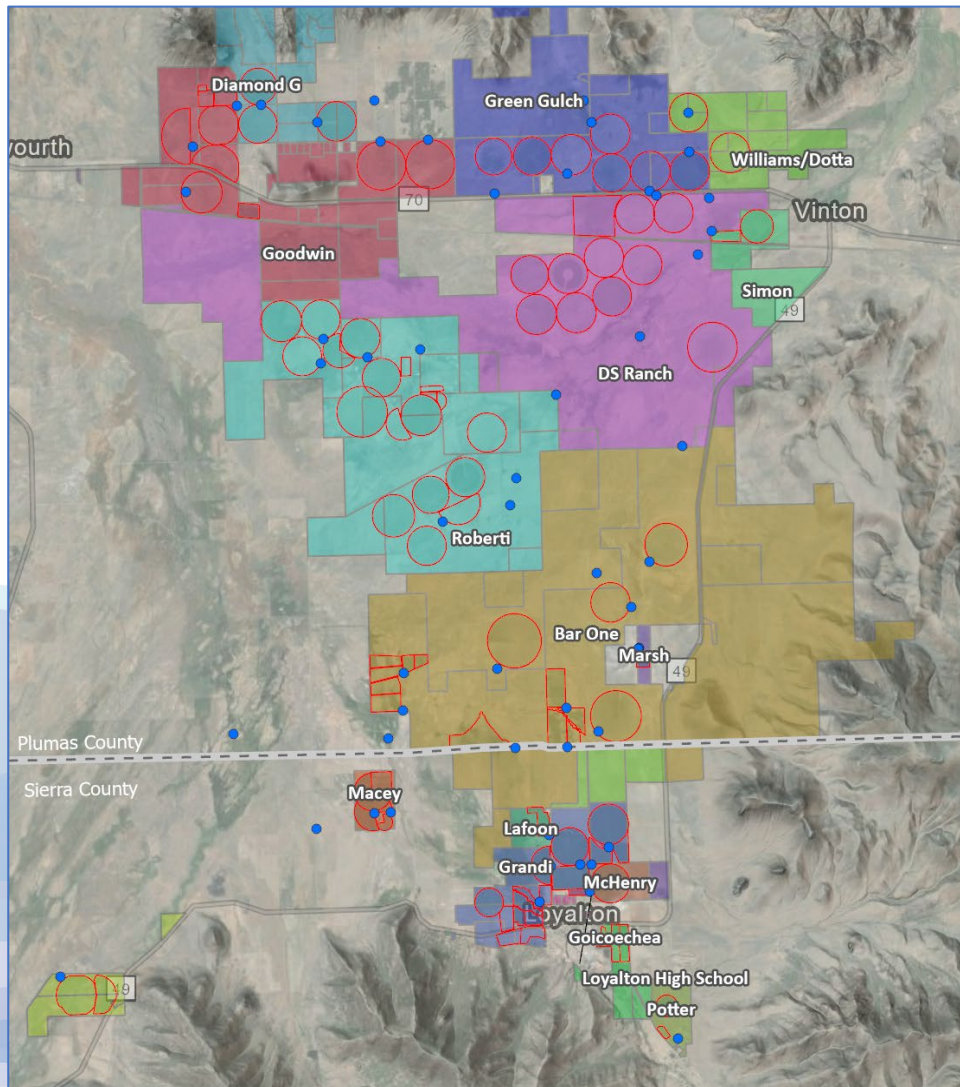 Diamond G
Green Gulch
yourth
Williams/Dotta
70
Vinton
Goodwin
Simon
49
DS Ranch
Roberti
Bar One
Marsh
49
Plumas County
Sierra County
Macey
Lafoon
Grandi
McHenry
Loyalton
Goicoechea
Loyalton High School
49
Potter